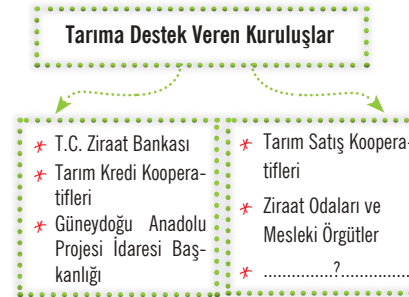 Tarıma Destek Veren Kuruluşlar
* T.C. Ziraat Bankası
* Tarım Kredi Koopera-
tifleri
* Güneydoğu Anadolu
Projesi İdaresi Baş-
kanlığı
* Tarım Satış Koopera-
tifleri
* Ziraat Odaları ve
Mesleki Örgütler
* ..............?..............